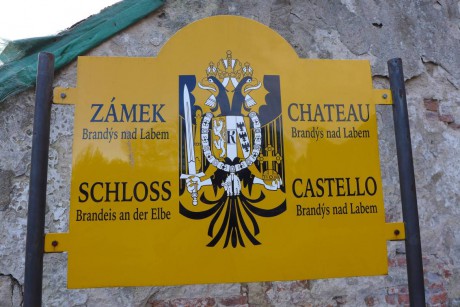 ZÁMEK
Brandýs nad Labem
CHATEAU
Brandýs nad Labem
K
SCHLOSS
Brandeis an der Elbe
CASTELLO
Brandýs nad Labem